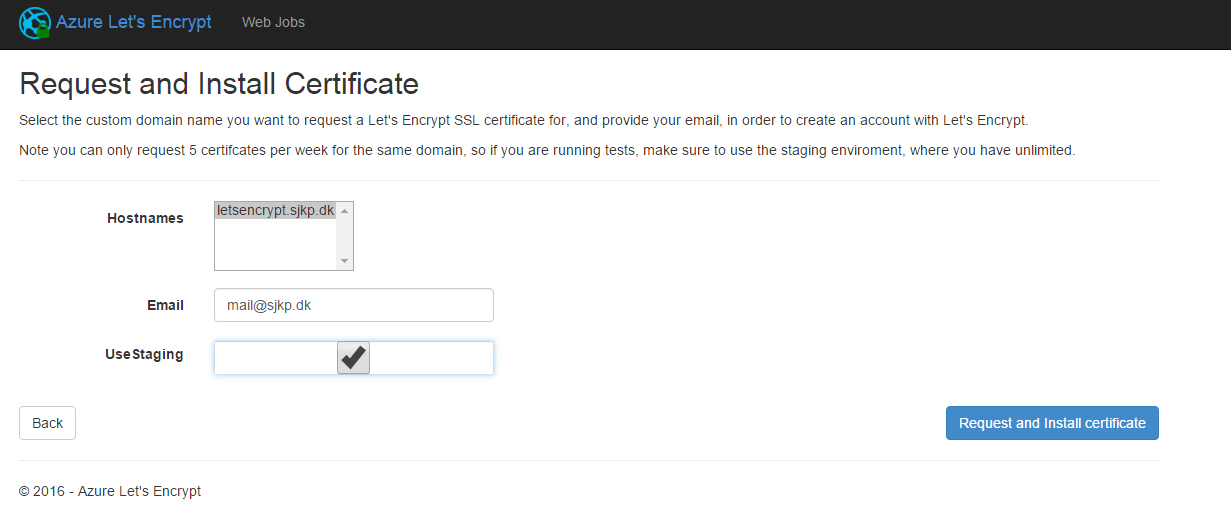 Azure Let's Encrypt Web Jobs
Request and Install Certificate
Select the custom domain name you want to request a Let's Encrypt SSL certificate for, and provide your email, in order to create an account with Let's Encrypt.
Note you can only request 5 certifcates per week for the same domain, so if you are running tests, make sure to use the staging enviroment, where you have unlimited.
Hostnames letsencrypt.sjkp.dk
Email mail@sjkp.dk
UseStaging
Back Request and Install certificate
© 2016 - Azure Let's Encrypt